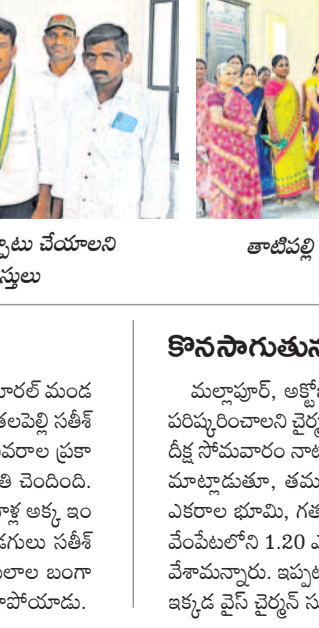 ప్పాటు చేయాలని
స్తులు
తాటిపల్లి
రూరల్ మండ
తలపెల్లి సతీశ్
వివరాల ప్రకా
తి చెందింది.
వాళ్ల అక్క ఇం
డగులు సతీశ్
తులాల బంగా
పోయాడు.
కొనసాగుతున
మల్లాపూర్, అక్టో
పరిష్కరించాలని చైర్మ
దీక్ష సోమవారం నాట
మాట్లాడుతూ, తమ
ఎకరాల భూమి, గత
వేంపేటలోని 1.20 ఎ
వేశామన్నారు. ఇప్పట
ఇక్కడ వైస్ చైర్మన్ సు